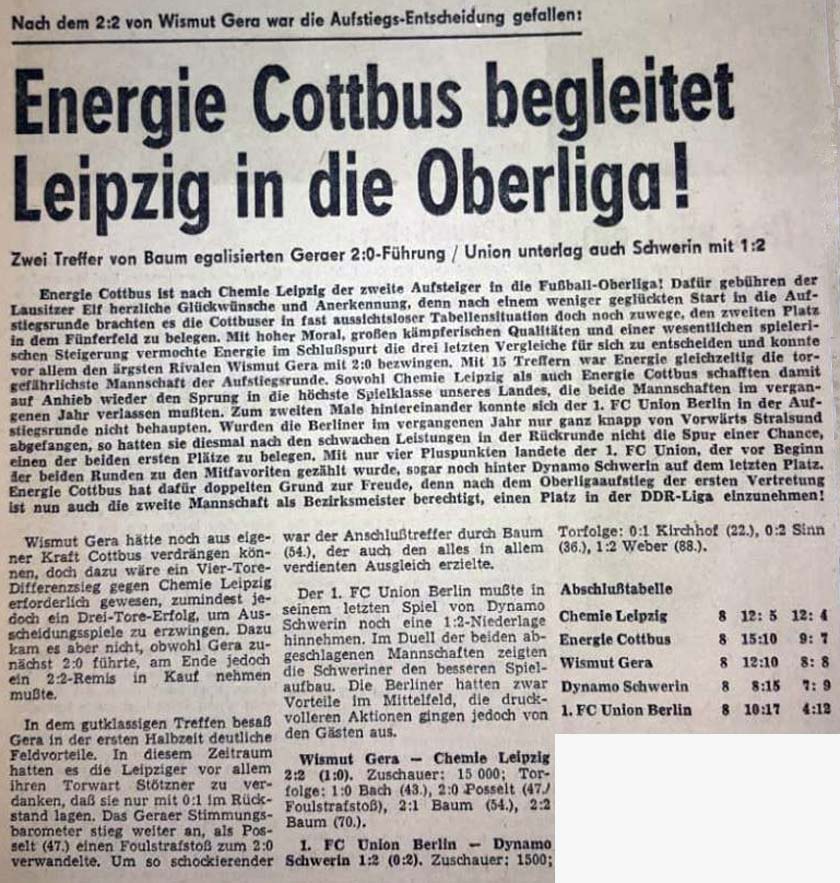 Nach dem 2:2 von Wismut Gera war die Aufstiegs-Entscheidung gefallen:
Energie Cottbus begleitet
Leipzig in die Oberliga!
Zwei Treffer von Baum egalisierten Geraer 2:0-Führung / Union unterlag auch Schwerin mit 1:2
Energie Cottbus ist nach Chemie Leipzig der zweite Aufsteiger in die Fußball-Oberliga! Dafür gebühren der
Lausitzer Elf herzliche Glückwünsche und Anerkennung, denn nach einem weniger geglückten Start in die Auf-
stiegsrunde brachten es die Cottbuser in fast aussichtsloser Tabellensituation doch noch zuwege, den zweiten Platz
in dem Fünferfeld zu belegen. Mit hoher Moral, großen kämpferischen Qualitäten und einer wesentlichen spieleri-
schen Steigerung vermochte Energie im Schlußspurt die drei letzten Vergleiche für sich zu entscheiden und konnte
vor allem den ärgsten Rivalen Wismut Gera mit 2:0 bezwingen. Mit 15 Treffern war Energie gleichzeitig die tor-
gefährlichste Mannschaft der Aufstiegsrunde. Sowohl Chemie Leipzig als auch Energie Cottbus schafften damit
auf Anhieb wieder den Sprung in die höchste Spielklasse unseres Landes, die beide Mannschaften im vergan-
genen Jahr verlassen mußten. Zum zweiten Male hintereinander konnte sich der 1. FC Union Berlin in der Auf-
stiegsrunde nicht behaupten. Wurden die Berliner im vergangenen Jahr nur ganz knapp von Vorwärts Stralsund
abgefangen, so hatten sie diesmal nach den schwachen Leistungen in der Rückrunde nicht die Spur einer Chance,
einen der beiden ersten Plätze zu belegen. Mit nur vier Pluspunkten landete der 1. FC Union, der vor Beginn
der beiden Runden zu den Mitfavoriten gezählt wurde, sogar noch hinter Dynamo Schwerin auf dem letzten Platz.
Energie Cottbus hat dafür doppelten Grund zur Freude, denn nach dem Oberligaaufstieg der ersten Vertretung
ist nun auch die zweite Mannschaft als Bezirksmeister berechtigt, einen Platz in der DDR-Liga einzunehmen!
Wismut Gera hätte noch aus eige-
ner Kraft Cottbus verdrängen kön-
nen, doch dazu wäre ein Vier-Tore-
Differenzsieg gegen Chemie Leipzig
erforderlich gewesen, zumindest je-
doch ein Drei-Tore-Erfolg, um Aus-
scheidungsspiele zu erzwingen. Dazu
kam es aber nicht, obwohl Gera zu-
nächst 2:0 führte, am Ende jedoch
ein 2:2-Remis in Kauf nehmen
mußte.
In dem gutklassigen Treffen besaß
Gera in der ersten Halbzeit deutliche
Feldvorteile. In diesem Zeitraum
hatten es die Leipziger vor allem
ihren Torwart Stötzner zu ver-
danken, daß sie nur mit 0:1 im Rück-
stand lagen. Das Geraer Stimmungs-
barometer stieg weiter an, als Pos-
selt (47.) einen Foulstrafstoß zum 2:0
verwandelte. Um so schockierender
war der Anschlußtreffer durch Baum
(54.), der auch den alles in allem
verdienten Ausgleich erzielte.
Der 1. FC Union Berlin mußte in
seinem letzten Spiel von Dynamo
Schwerin noch eine 1:2-Niederlage
hinnehmen. Im Duell der beiden ab-
geschlagenen Mannschaften zeigten
die Schweriner den besseren Spiel-
aufbau. Die Berliner hatten zwar
Vorteile im Mittelfeld, die druck-
volleren Aktionen gingen jedoch von
den Gästen aus.
Wismut Gera – Chemie Leipzig
2:2 (1:0). Zuschauer: 15 000; Tor-
folge: 1:0 Bach (43.), 2:0 Posselt (47./
Foulstrafstoß), 2:1 Baum (54.), 2:2
Baum (70.).
1. FC Union Berlin – Dynamo
Schwerin 1:2 (0:2). Zuschauer: 1500;
Torfolge: 0:1 Kirchhof (22.), 0:2 Sinn
(36.), 1:2 Weber (88.).
Abschlußtabelle
Chemie Leipzig 8 12: 5 12: 4
Energie Cottbus 8 15:10 9: 7
Wismut Gera 8 12:10 8: 8
Dynamo Schwerin 8 8:15 7: 9
1. FC Union Berlin 8 10:17 4:12